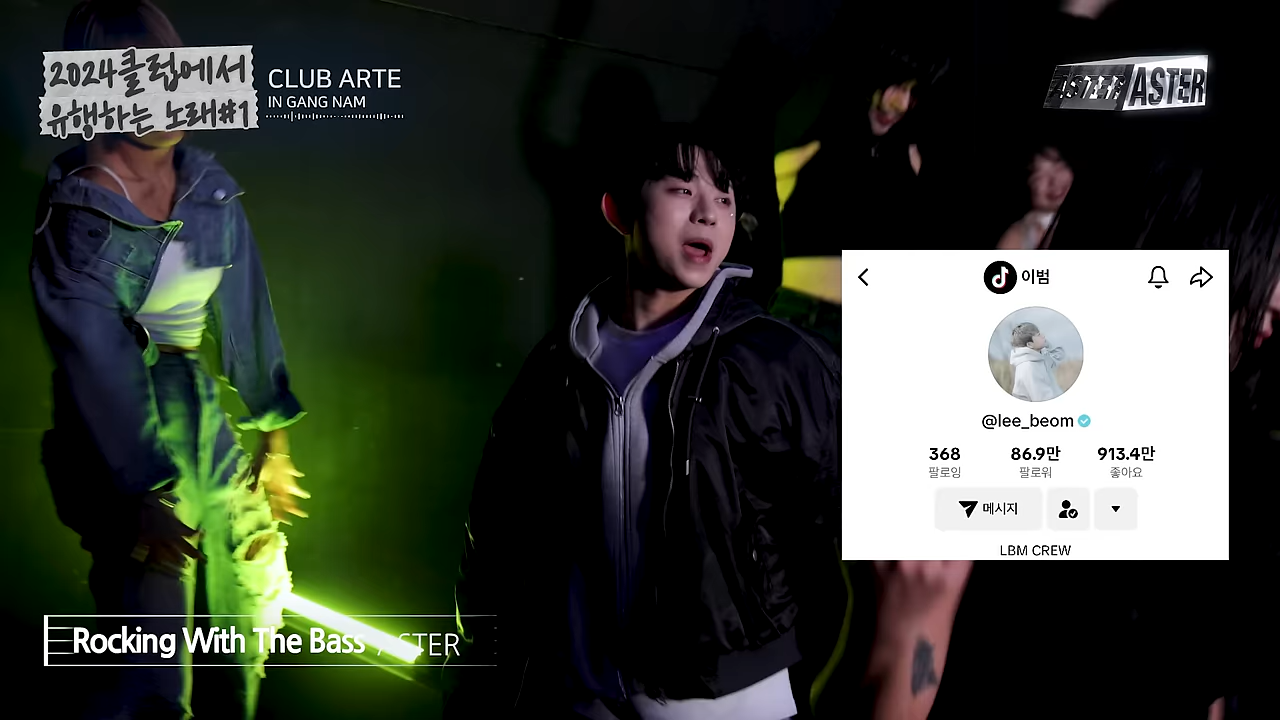 2024클럽에서
유행하는 노래#1
CLUB ARTE
IN GANG NAM
ASTER
이범
@lee_beom
368
86.9만
913.4만
팔로잉
팔로워
좋아요
메시지
LBM CREW
Rocking With The Bass ASTER